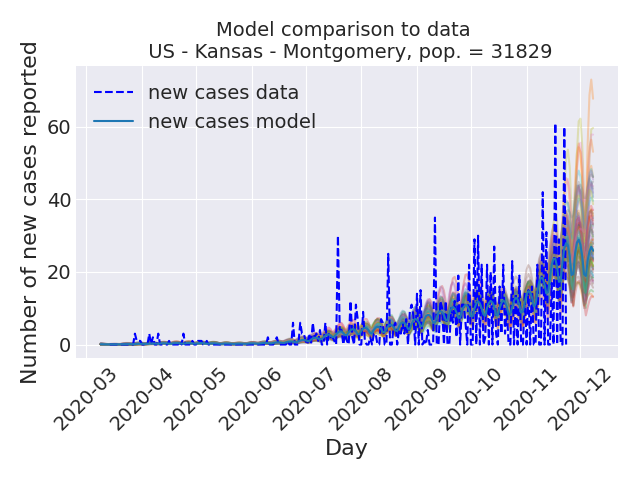 Model comparison to data
US - Kansas - Montgomery, pop. = 31829
new cases data
new cases model
Number of new cases reported
60
40
20
0
2020-03
2020-04
2020-05
2020-06
2020-07
2020-08
2020-09
2020-10
2020-11
2020-12
Day